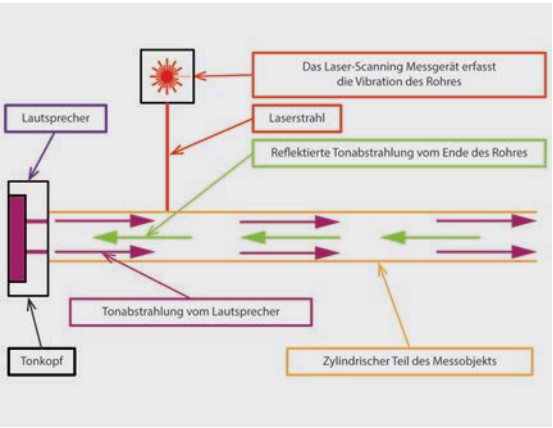 Das Laser-Scanning Messgerät erfasst
die Vibration des Rohres
Lautsprecher
Laserstrahl
Reflektierte Tonabstrahlung vom Ende des Rohres
Tonabstrahlung vom Lautsprecher
Tonkopf
Zylindrischer Teil des Messobjekts